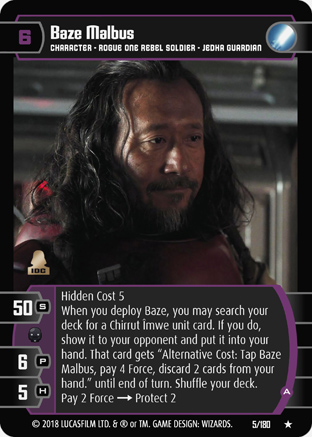 6
Baze Malbus
CHARACTER - ROGUE ONE REBEL SOLDIER - JEDHA GUARDIAN
IDC
50 S
6 P
5 H
Hidden Cost 5
When you deploy Baze, you may search your
deck for a Chirrut Îmwe unit card. If you do,
show it to your opponent and put it into your
hand. That card gets “Alternative Cost: Tap Baze
Malbus, pay 4 Force, discard 2 cards from your
hand.” until end of turn. Shuffle your deck.
Pay 2 Force → Protect 2
A
© 2018 LUCASFILM LTD. & ® or TM. GAME DESIGN: WIZARDS.
5/180 ★